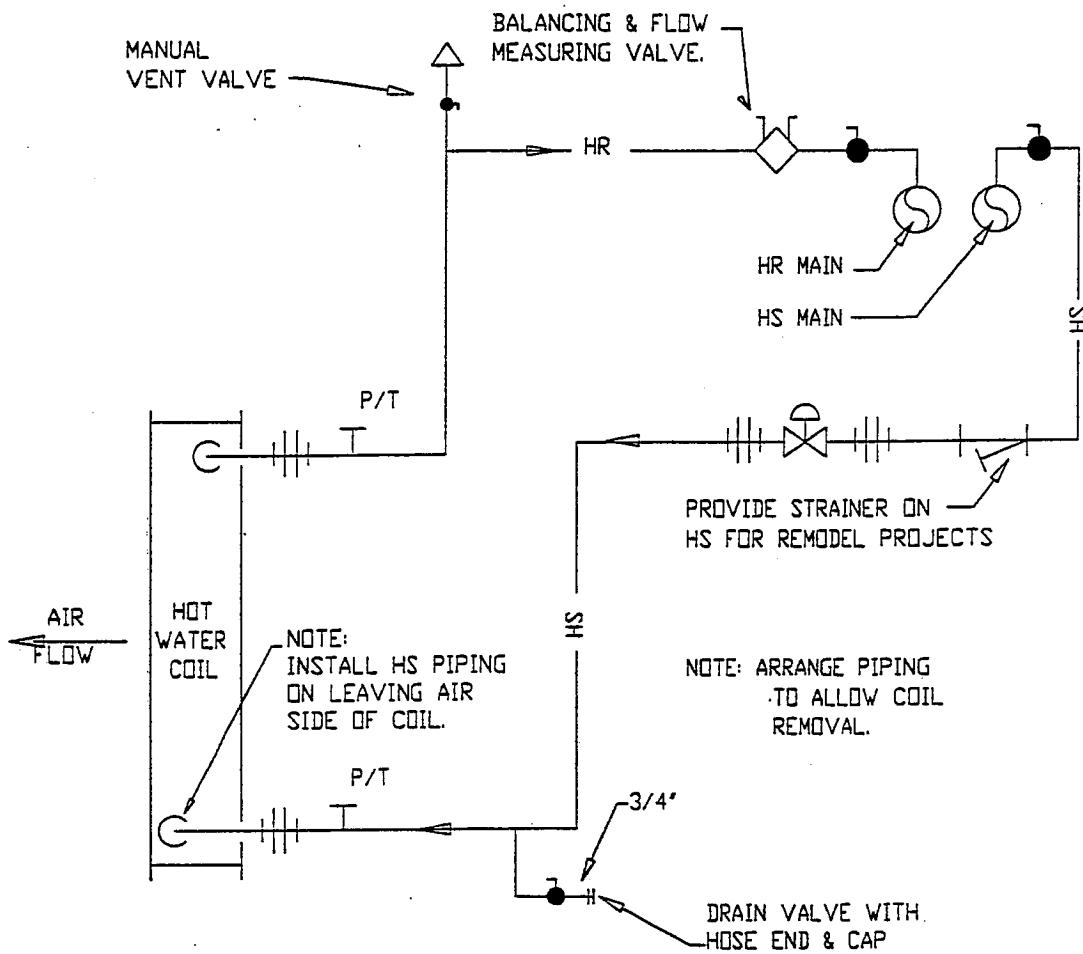 BALANCING & FLOW
MEASURING VALVE.
MANUAL
VENT VALVE
HR
HR MAIN
HS MAIN
HS
P/T
PROVIDE STRAINER ON
HS FOR REMODEL PROJECTS
AIR
FLOW
HOT
WATER
COIL
NOTE:
INSTALL HS PIPING
ON LEAVING AIR
SIDE OF COIL.
HS
NOTE: ARRANGE PIPING
TO ALLOW COIL
REMOVAL.
P/T
3/4"
DRAIN VALVE WITH
HOSE END & CAP